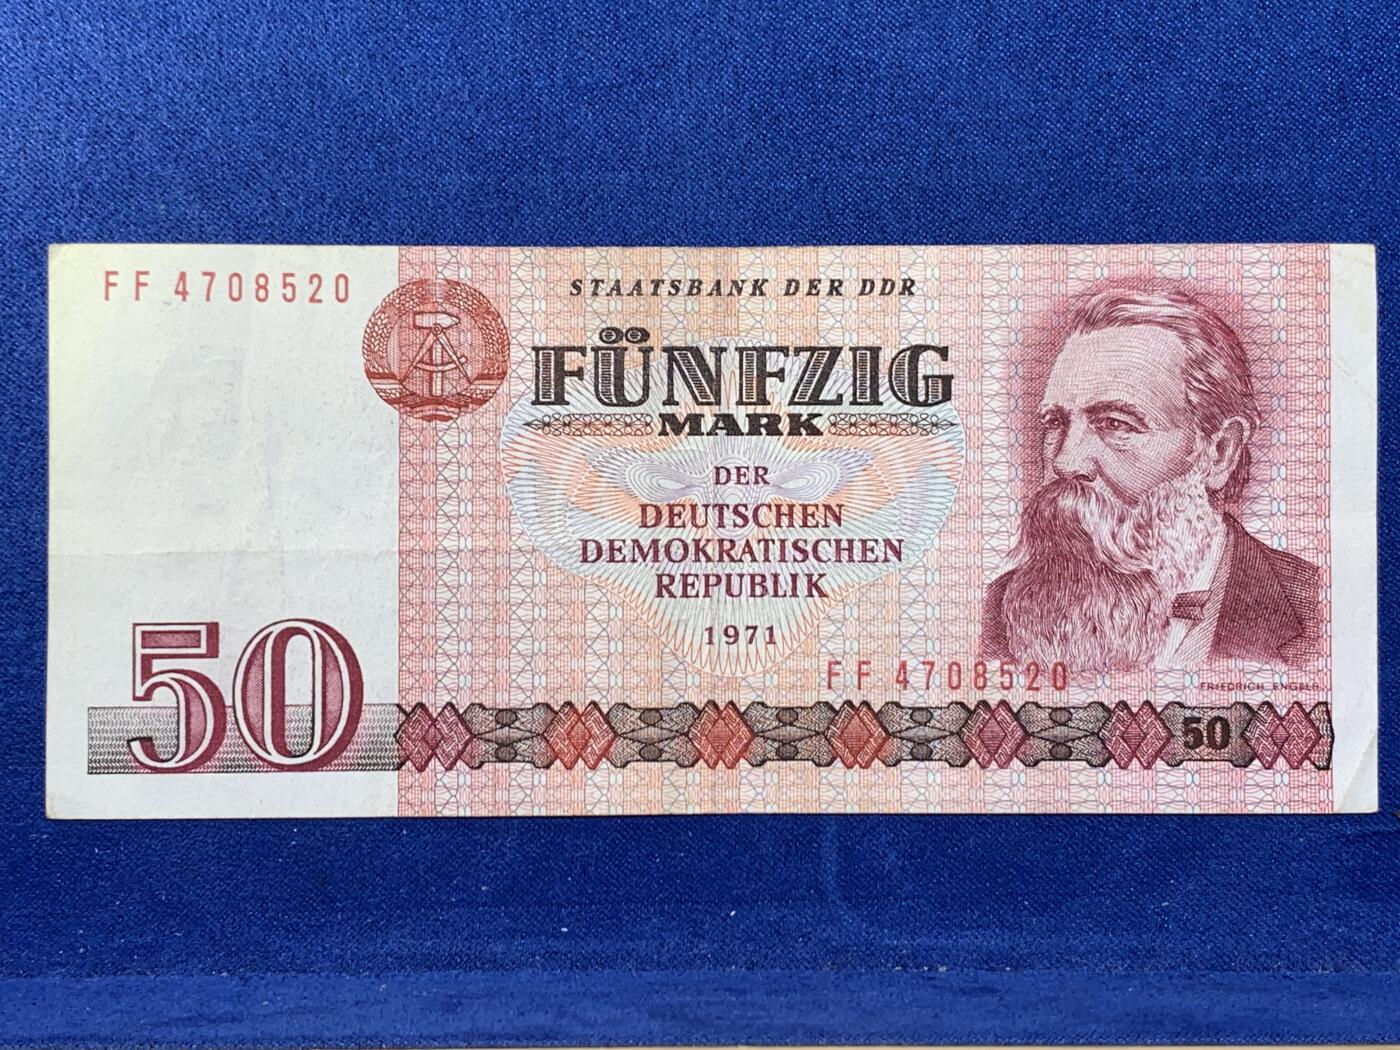 FF 4708520
STAATSBANK DER DDR
FÜNFZIG
MARK
DER
DEUTSCHEN
DEMOKRATISCHEN
REPUBLIK
1971
FF 4708520
FRIEDRICH ENGELS
50
50